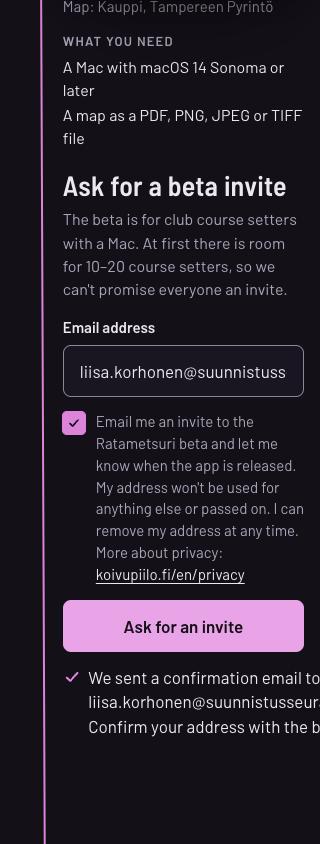 Map: Kauppi, Tampereen Pyrintö
WHAT YOU NEED
A Mac with macOS 14 Sonoma or
later
A map as a PDF, PNG, JPEG or TIFF
file
Ask for a beta invite
The beta is for club course setters
with a Mac. At first there is room
for 10–20 course setters, so we
can't promise everyone an invite.
Email address
liisa.korhonen@suunnistuss
Email me an invite to the
Ratametsuri beta and let me
know when the app is released.
My address won't be used for
anything else or passed on. I can
remove my address at any time.
More about privacy:
koivupiilo.fi/en/privacy
Ask for an invite
We sent a confirmation email to
liisa.korhonen@suunnistusseur
Confirm your address with the b